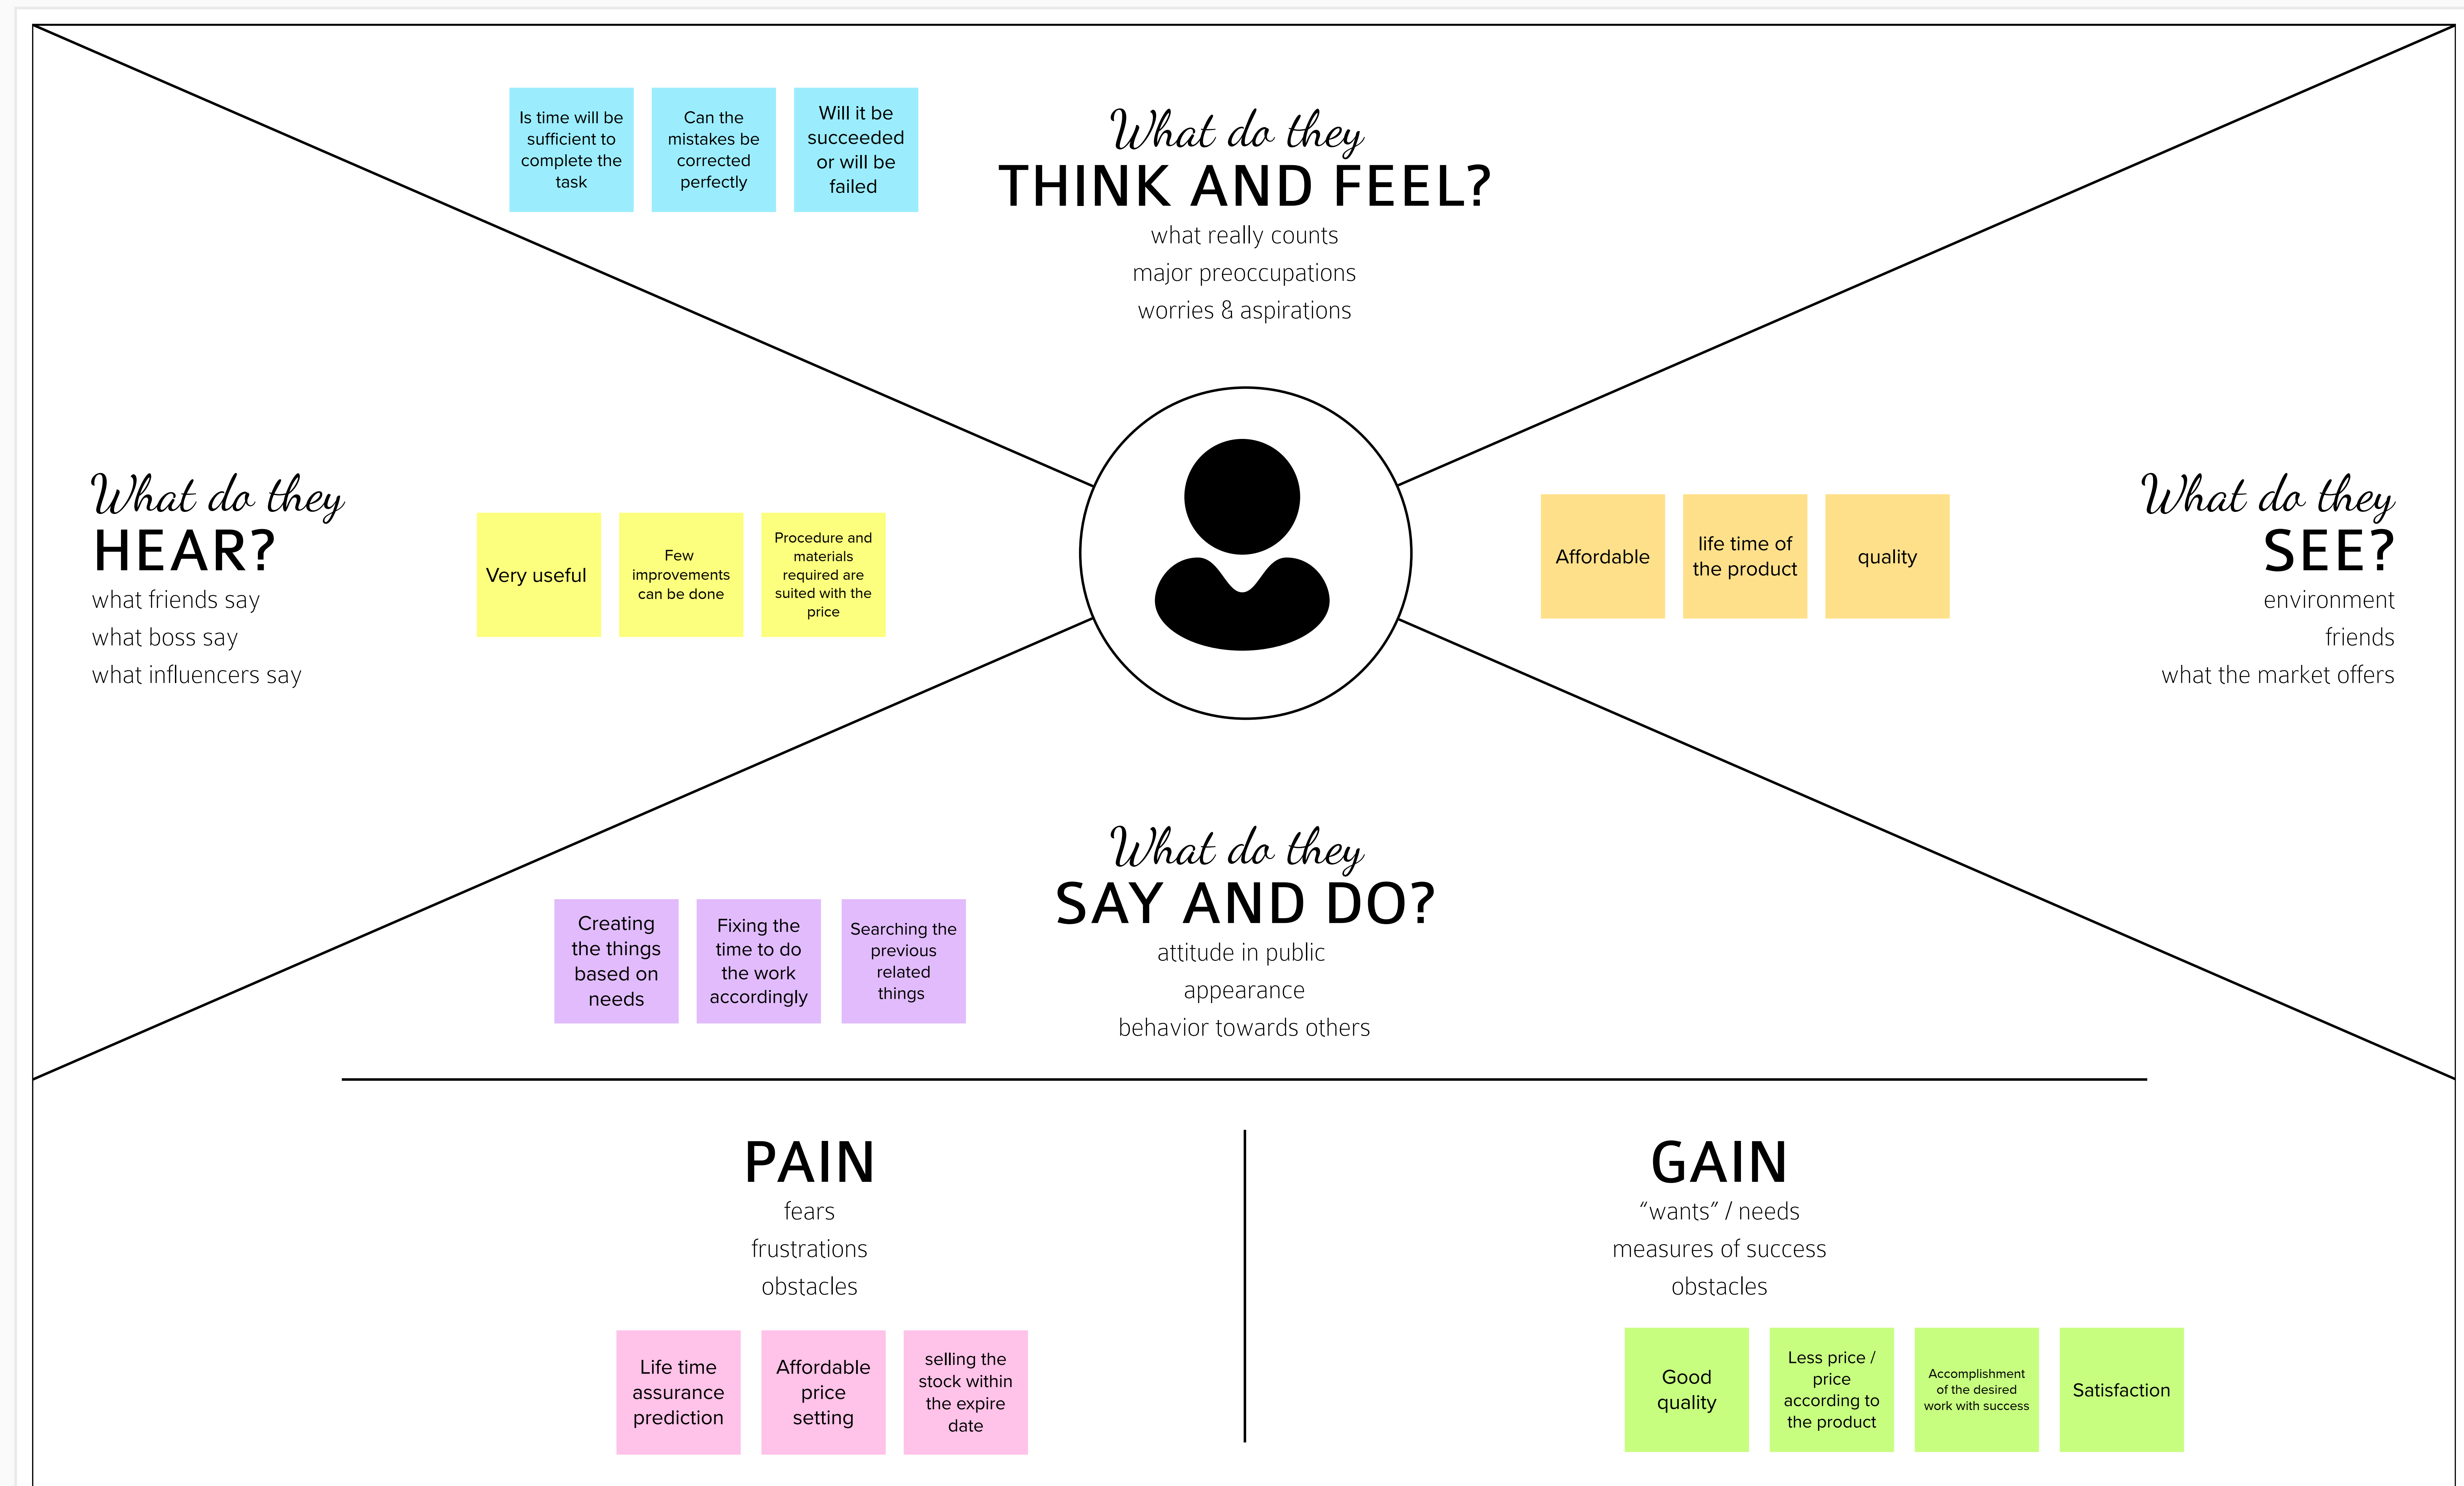 Is time will be
sufficient to
complete the
task
Can the
mistakes be
corrected
perfectly
Will it be
succeeded
or will be
failed
What do they
THINK AND FEEL?
what really counts
major preoccupations
worries & aspirations
What do they
HEAR?
what friends say
what boss say
what influencers say
Very useful
Few
improvements
can be done
Procedure and
materials
required are
suited with the
price
Affordable
life time of
the product
quality
What do they
SEE?
environment
friends
what the market offers
What do they
SAY AND DO?
attitude in public
appearance
behavior towards others
Creating
the things
based on
needs
Fixing the
time to do
the work
accordingly
Searching the
previous
related
things
PAIN
fears
frustrations
obstacles
Life time
assurance
prediction
Affordable
price
setting
selling the
stock within
the expire
date
GAIN
“wants” / needs
measures of success
obstacles
Good
quality
Less price /
price
according to
the product
Accomplishment
of the desired
work with success
Satisfaction